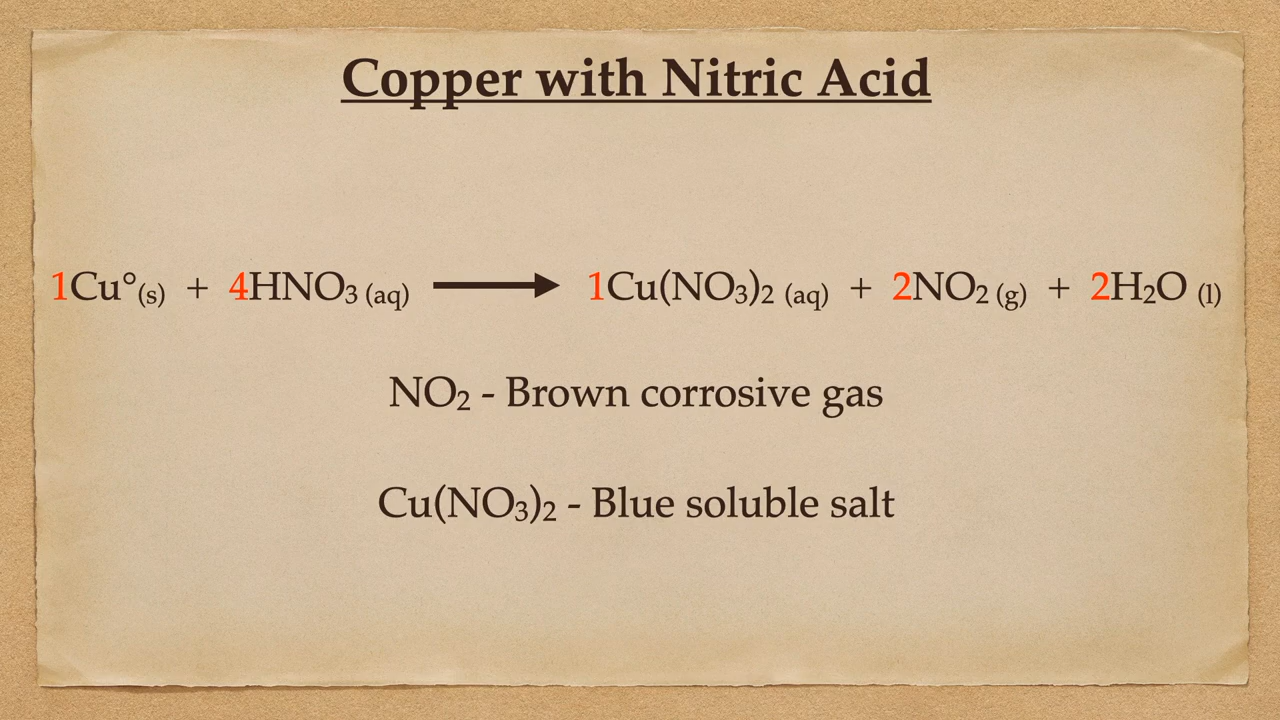 Copper with Nitric Acid
1Cu°(s) + 4HNO₃ (aq) ⟶ 1Cu(NO₃)₂ (aq) + 2NO₂ (g) + 2H₂O (l)
NO₂ - Brown corrosive gas
Cu(NO₃)₂ - Blue soluble salt